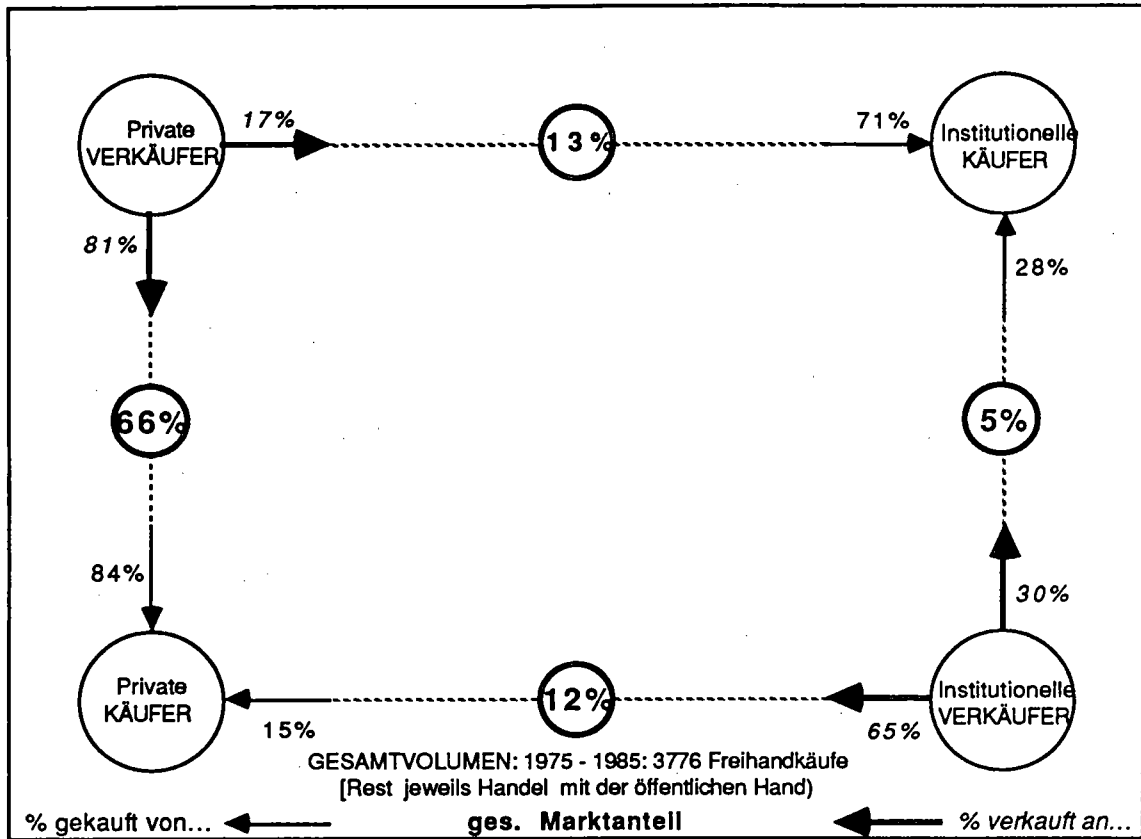 Private
VERKÄUFER
17%
13%
71%
Institutionelle
KÄUFER
81%
28%
66%
5%
84%
30%
Private
KÄUFER
15%
12%
65%
Institutionelle
VERKÄUFER
GESAMTVOLUMEN: 1975 - 1985: 3776 Freihandkäufe
[Rest jeweils Handel mit der öffentlichen Hand)
% gekauft von... ges. Marktanteil % verkauft an...